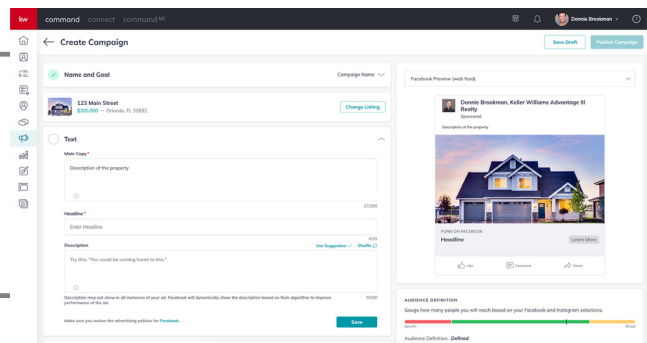 kw command connect command MC Donnie Brookman
Create Campaign Save Draft Publish Campaign
Name and Goal Campaign Name
Facebook Preview (web feed)
123 Main Street
$300,000 — Orlando, FL 32832
Change Listing
Donnie Brookman, Keller Williams Advantage III
Realty
Sponsored
Description of the property
Text
Main Copy*
Description of the property
27/250
Headline*
Enter Headline
Description Use Suggestion Shuffle
Try this: "You could be coming home to this."
Description may not show in all instances of your ad. Facebook will dynamically show the description based on their algorithm to improve
performance of the ad.
Make sure you review the advertising policies for Facebook.
Save
FORM-ON-FACEBOOK
Headline Learn More
Like Comment Share
AUDIENCE DEFINITION
Gauge how many people you will reach based on your Facebook and Instagram selections.
Specific Broad
Audience Definition: Defined